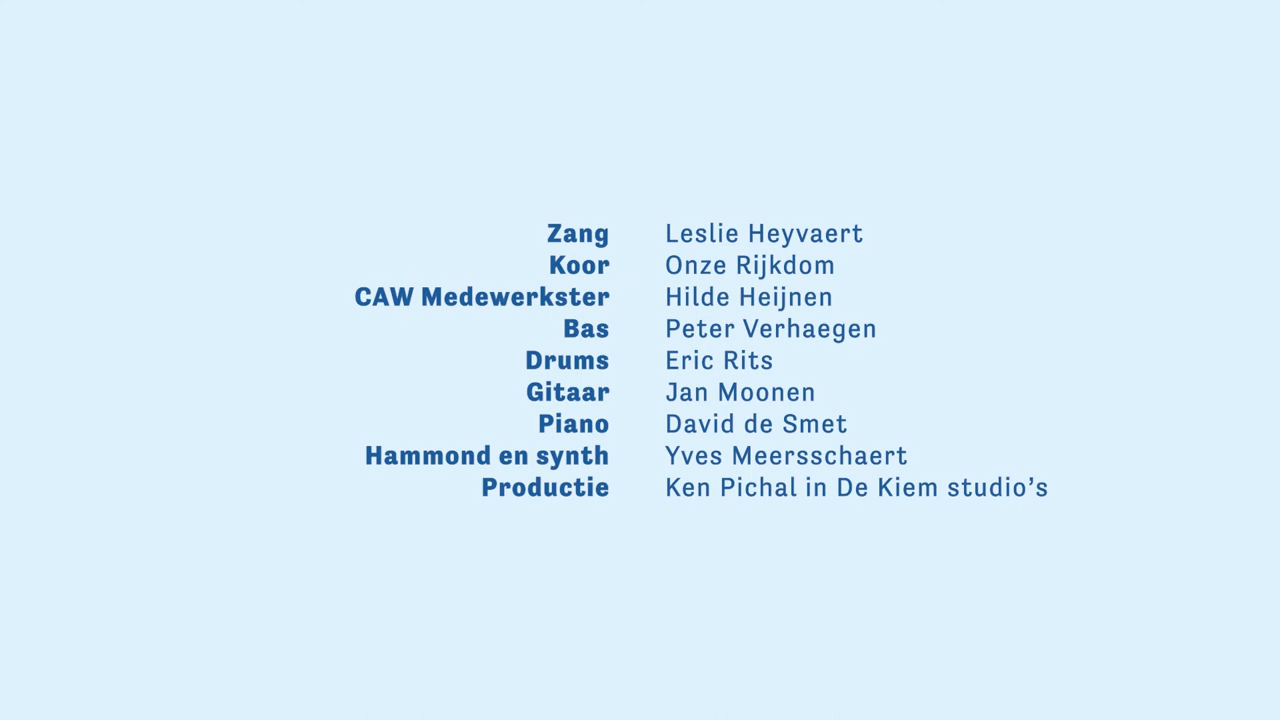 Zang Leslie Heyvaert
Koor Onze Rijkdom
CAW Medewerkster Hilde Heijnen
Bas Peter Verhaegen
Drums Eric Rits
Gitaar Jan Moonen
Piano David de Smet
Hammond en synth Yves Meersschaert
Productie Ken Pichal in De Kiem studio’s